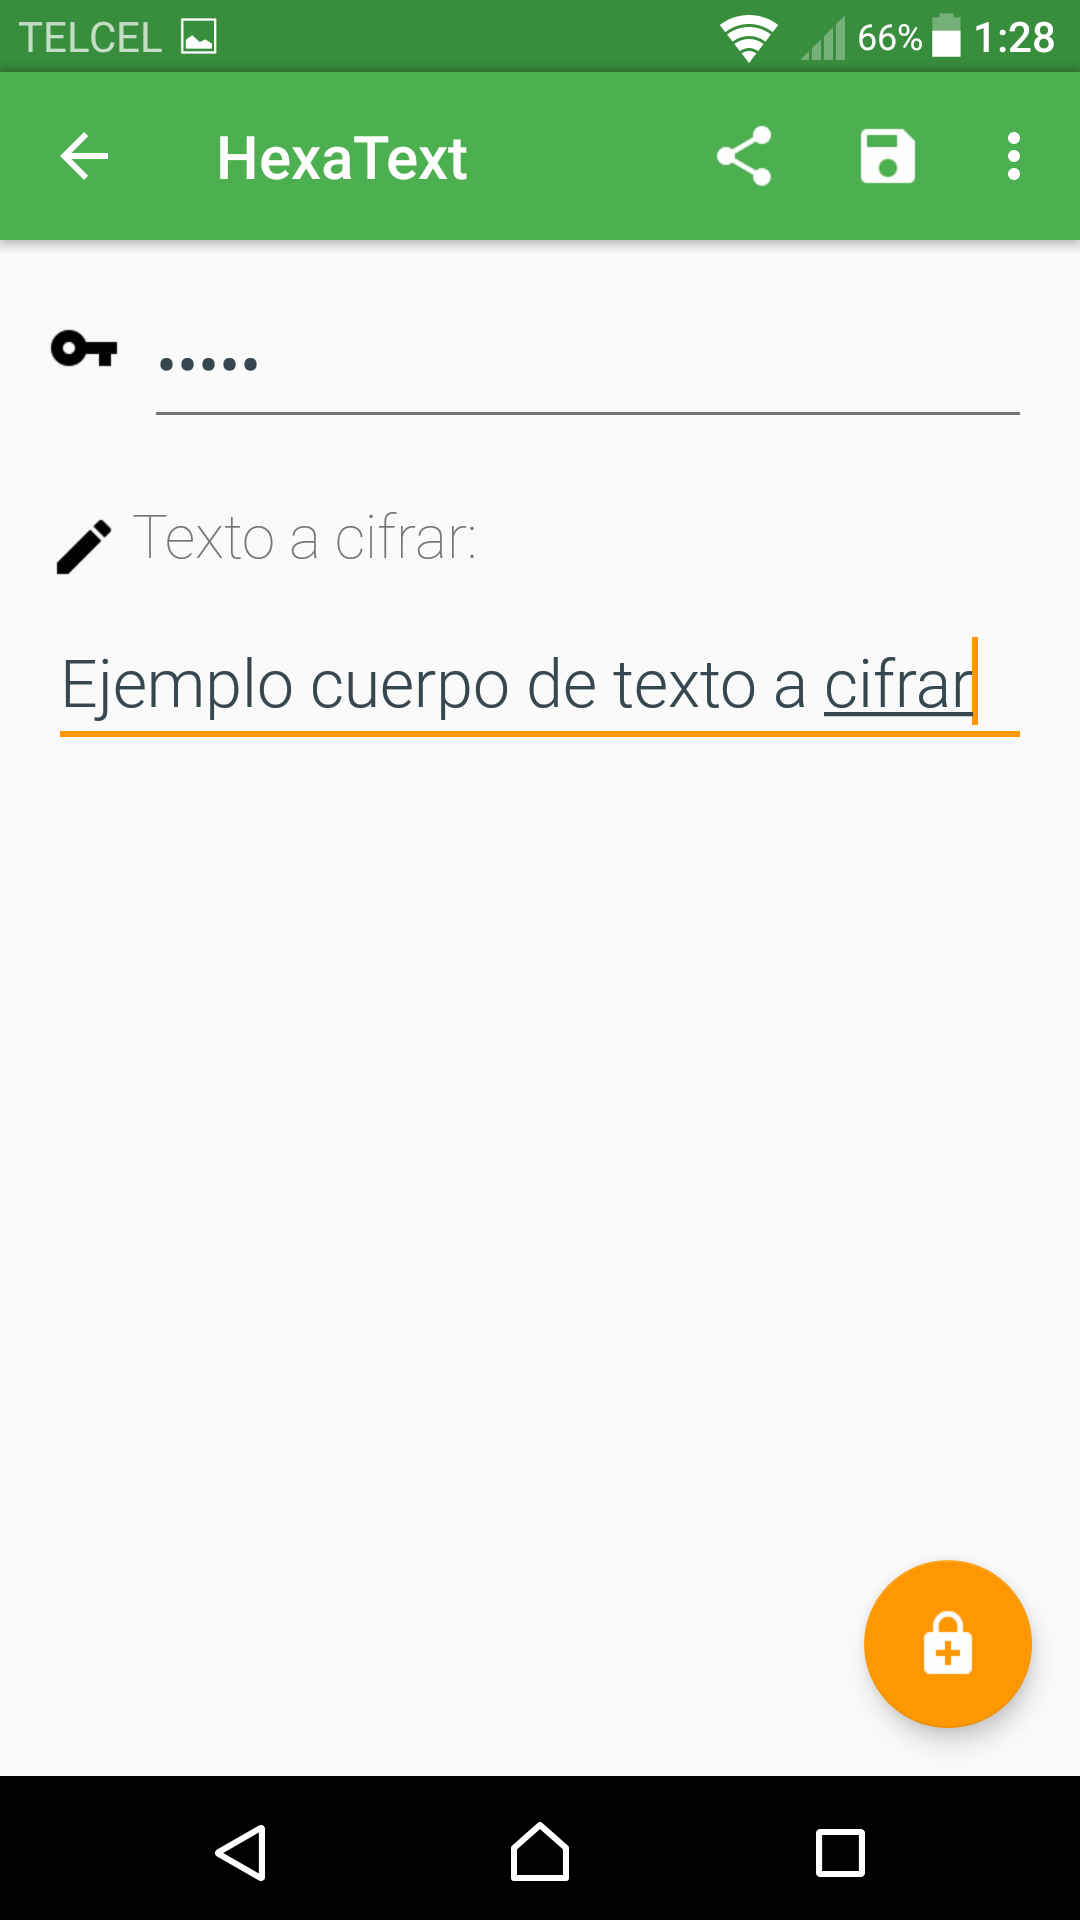 TELCEL 66% 1:28
HexaText
•••••
Texto a cifrar:
Ejemplo cuerpo de texto a cifrar